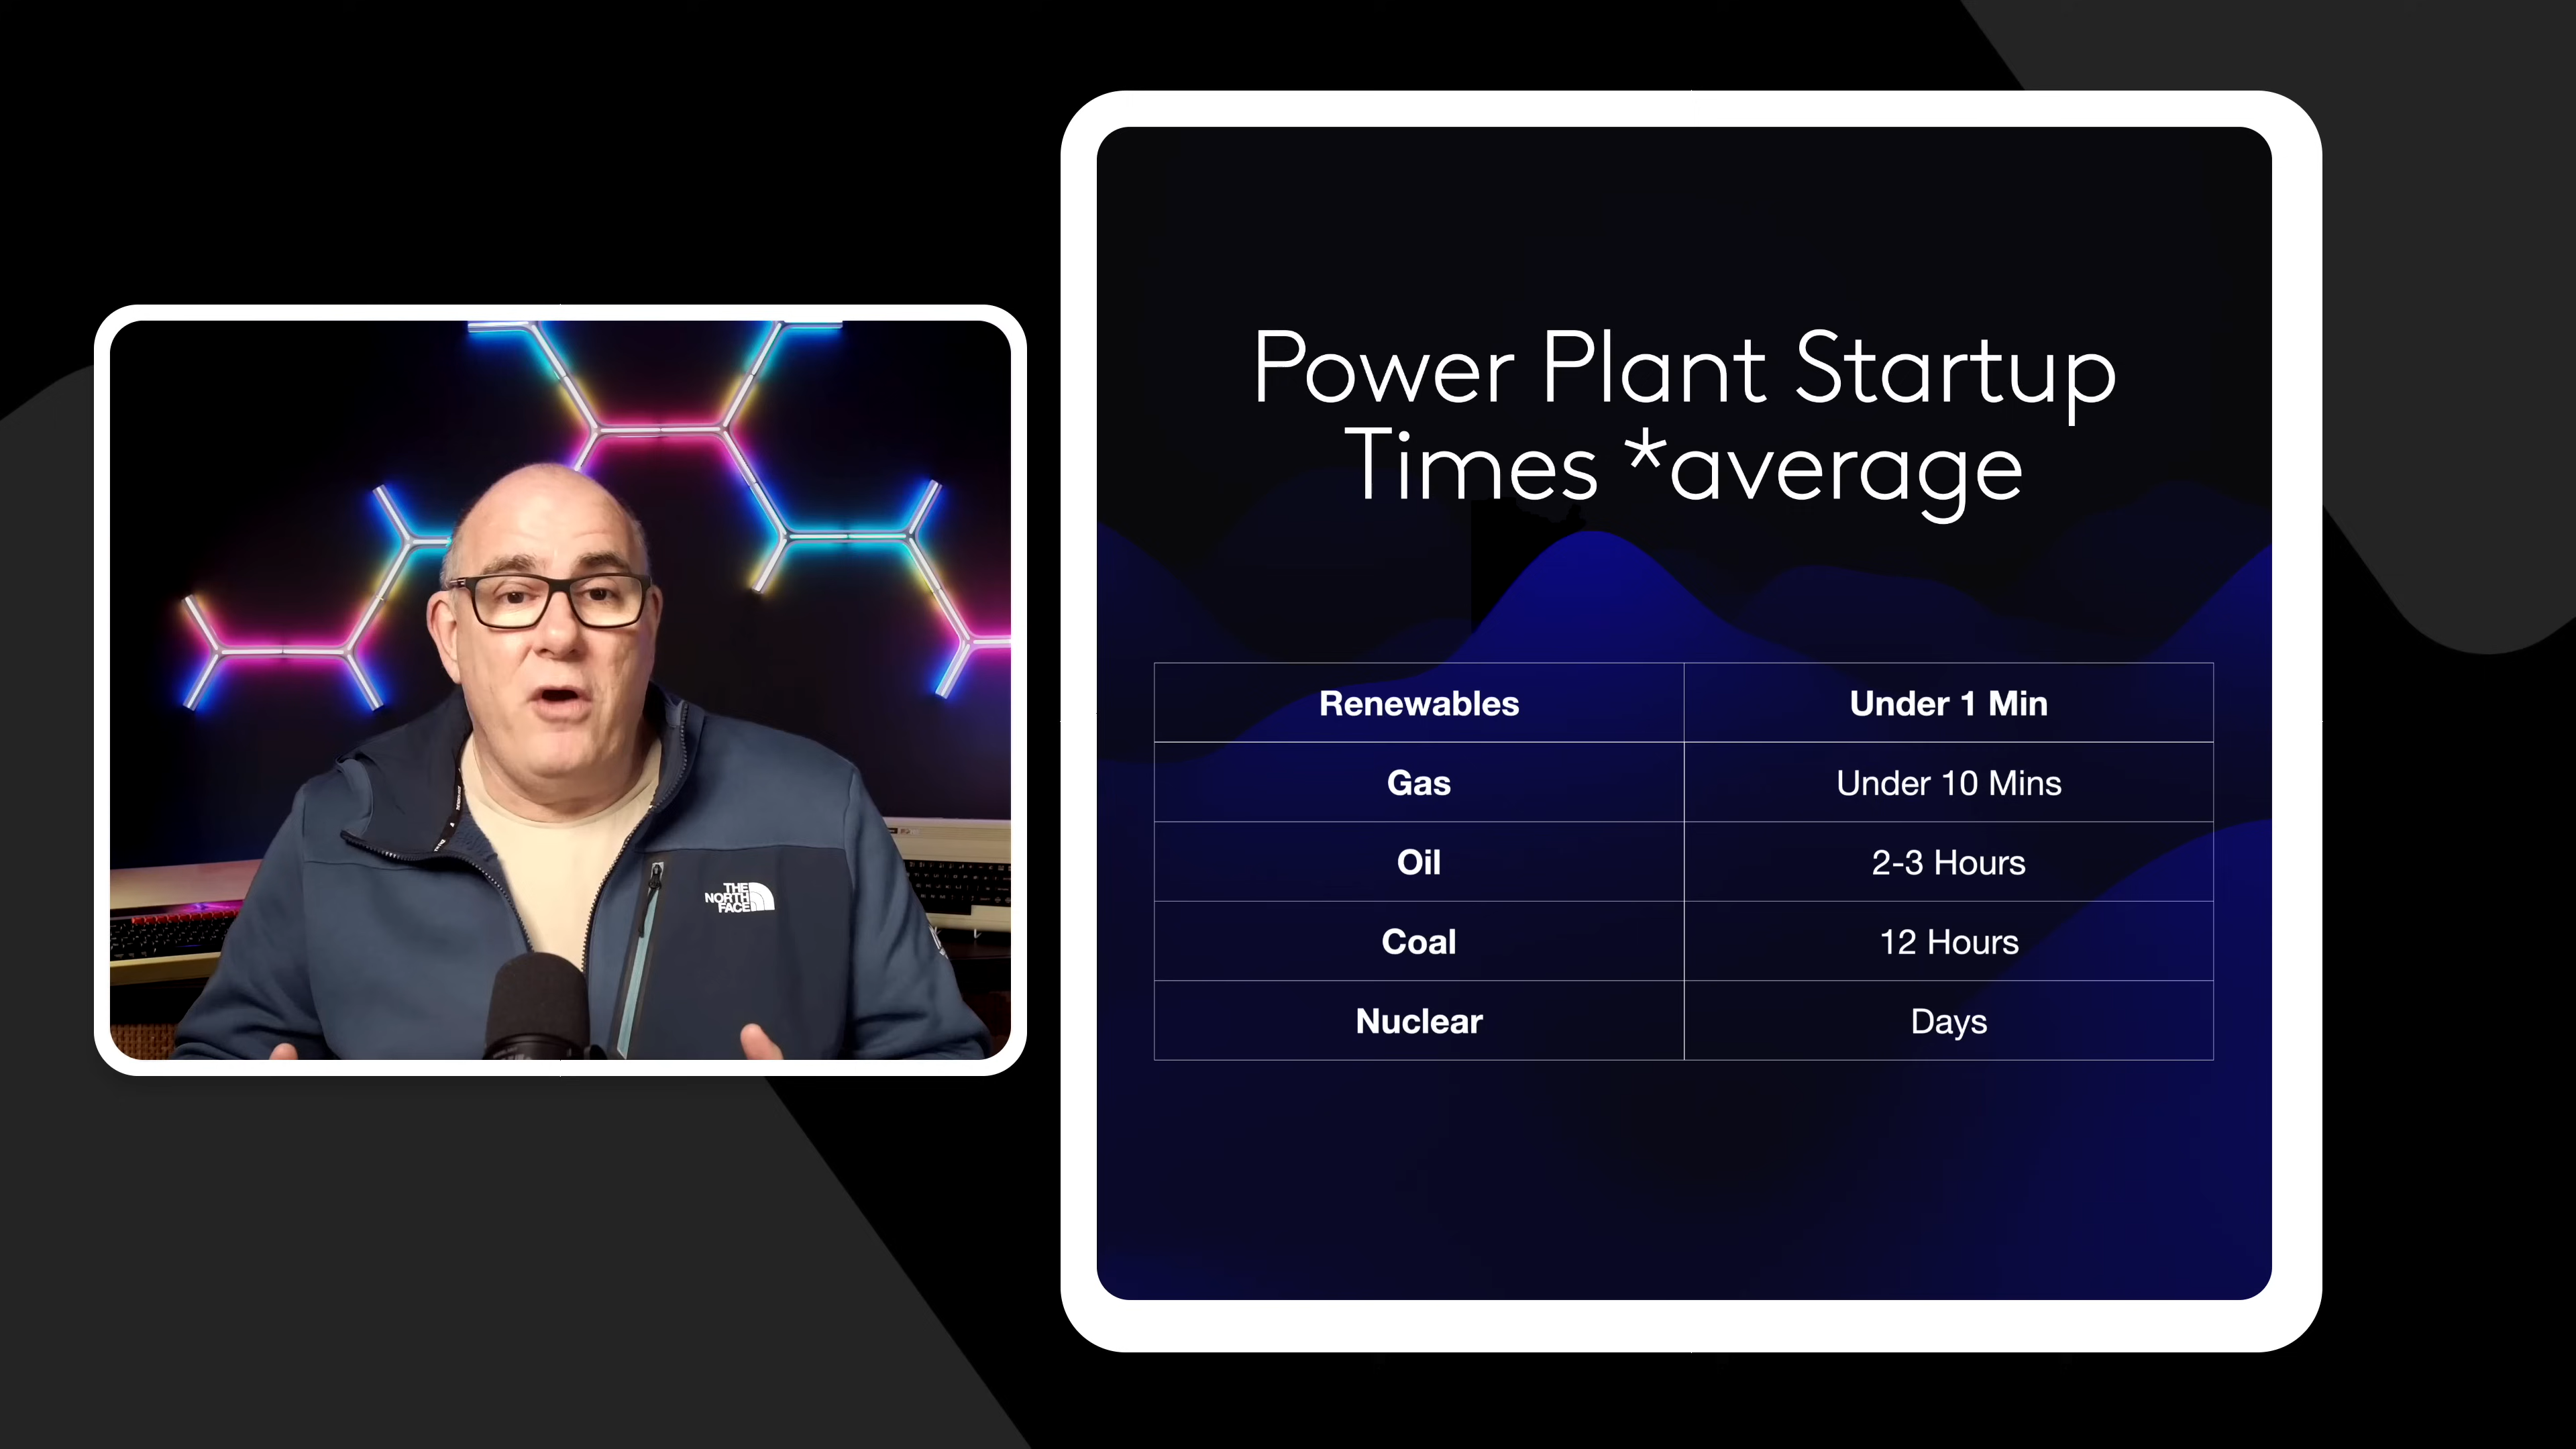 THE
NORTH
FACE
Power Plant Startup
Times *average
Renewables Under 1 Min
Gas Under 10 Mins
Oil 2-3 Hours
Coal 12 Hours
Nuclear Days